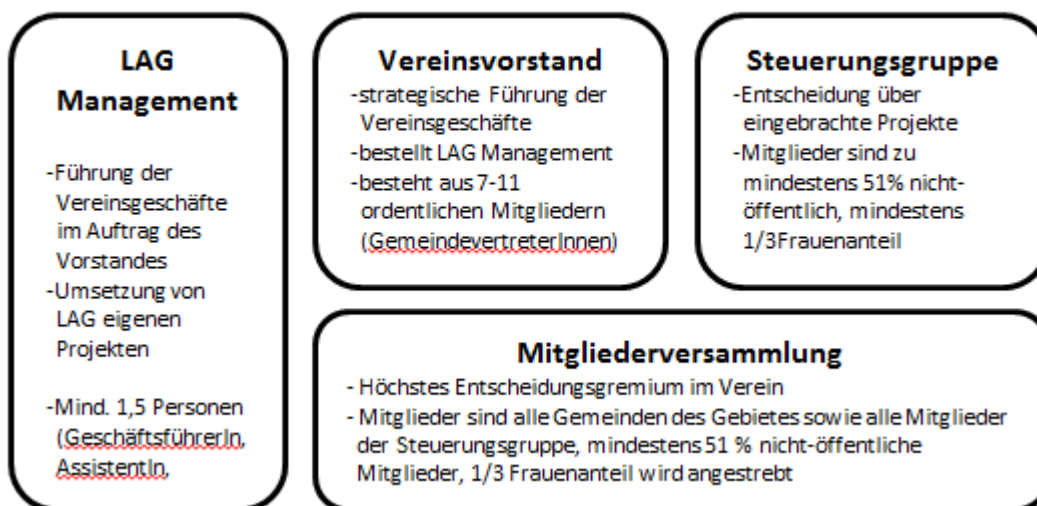 LAG
Management
-Führung der
Vereinsgeschäfte
im Auftrag des
Vorstandes
-Umsetzung von
LAG eigenen
Projekten
-Mind. 1,5 Personen
(GeschäftsführerIn,
AssistentIn,
Vereinsvorstand
-strategische Führung der
Vereinsgeschäfte
-bestellt LAG Management
-besteht aus 7-11
ordentlichen Mitgliedern
(GemeindevertreterInnen)
Steuerungsgruppe
-Entscheidung über
eingebrachte Projekte
-Mitglieder sind zu
mindestens 51% nicht-
öffentlich, mindestens
1/3Frauenanteil
Mitgliederversammlung
- Höchstes Entscheidungsgremium im Verein
- Mitglieder sind alle Gemeinden des Gebietes sowie alle Mitglieder
der Steuerungsgruppe, mindestens 51 % nicht-öffentliche
Mitglieder, 1/3 Frauenanteil wird angestrebt